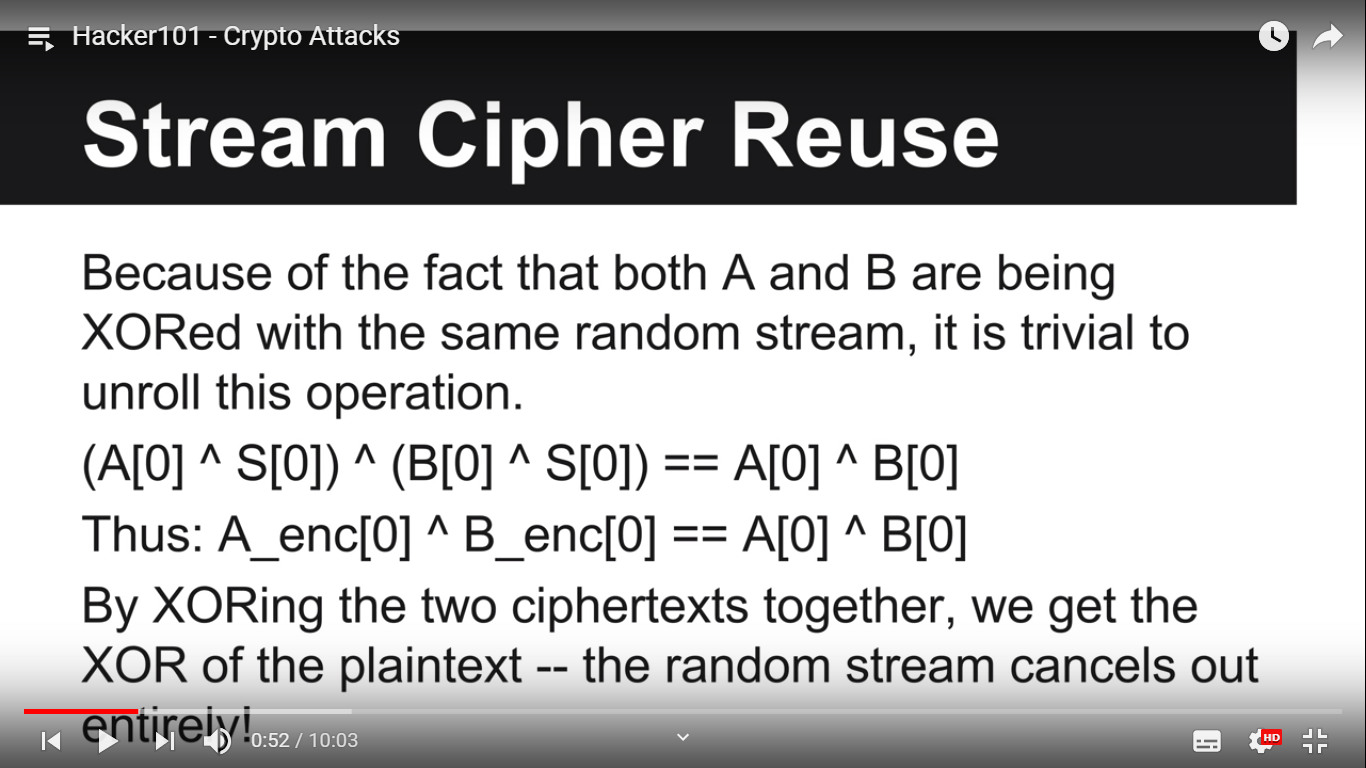 Hacker101 - Crypto Attacks
Stream Cipher Reuse
Because of the fact that both A and B are being
XORed with the same random stream, it is trivial to
unroll this operation.
(A[0] ^ S[0]) ^ (B[0] ^ S[0]) == A[0] ^ B[0]
Thus: A_enc[0] ^ B_enc[0] == A[0] ^ B[0]
By XORing the two ciphertexts together, we get the
XOR of the plaintext -- the random stream cancels out
entirely!
0:52 / 10:03
HD